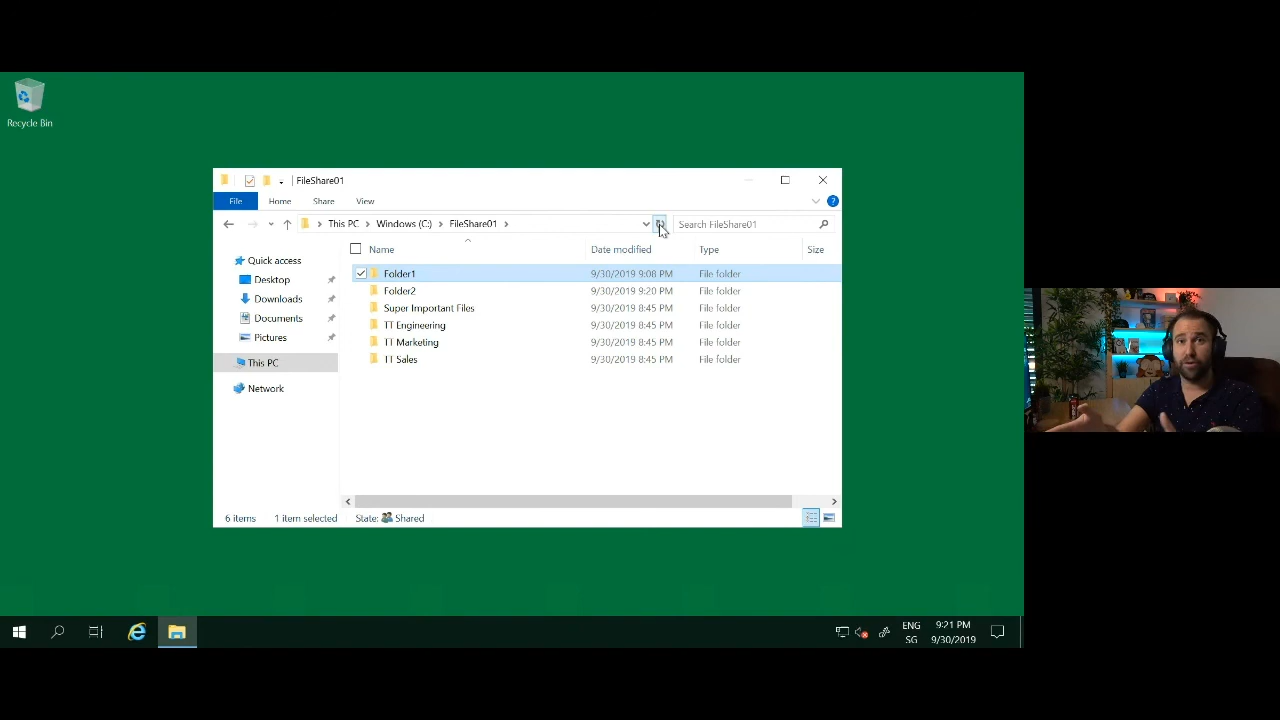 Recycle Bin
FileShare01
File Home Share View
This PC Windows (C:) FileShare01
Search FileShare01
Name Date modified Type Size
Quick access
Desktop
Downloads
Documents
Pictures
This PC
Network
Folder1 9/30/2019 9:08 PM File folder
Folder2 9/30/2019 9:20 PM File folder
Super Important Files 9/30/2019 8:45 PM File folder
TT Engineering 9/30/2019 8:45 PM File folder
TT Marketing 9/30/2019 8:45 PM File folder
TT Sales 9/30/2019 8:45 PM File folder
6 items 1 item selected State: Shared
ENG 9:21 PM
SG 9/30/2019